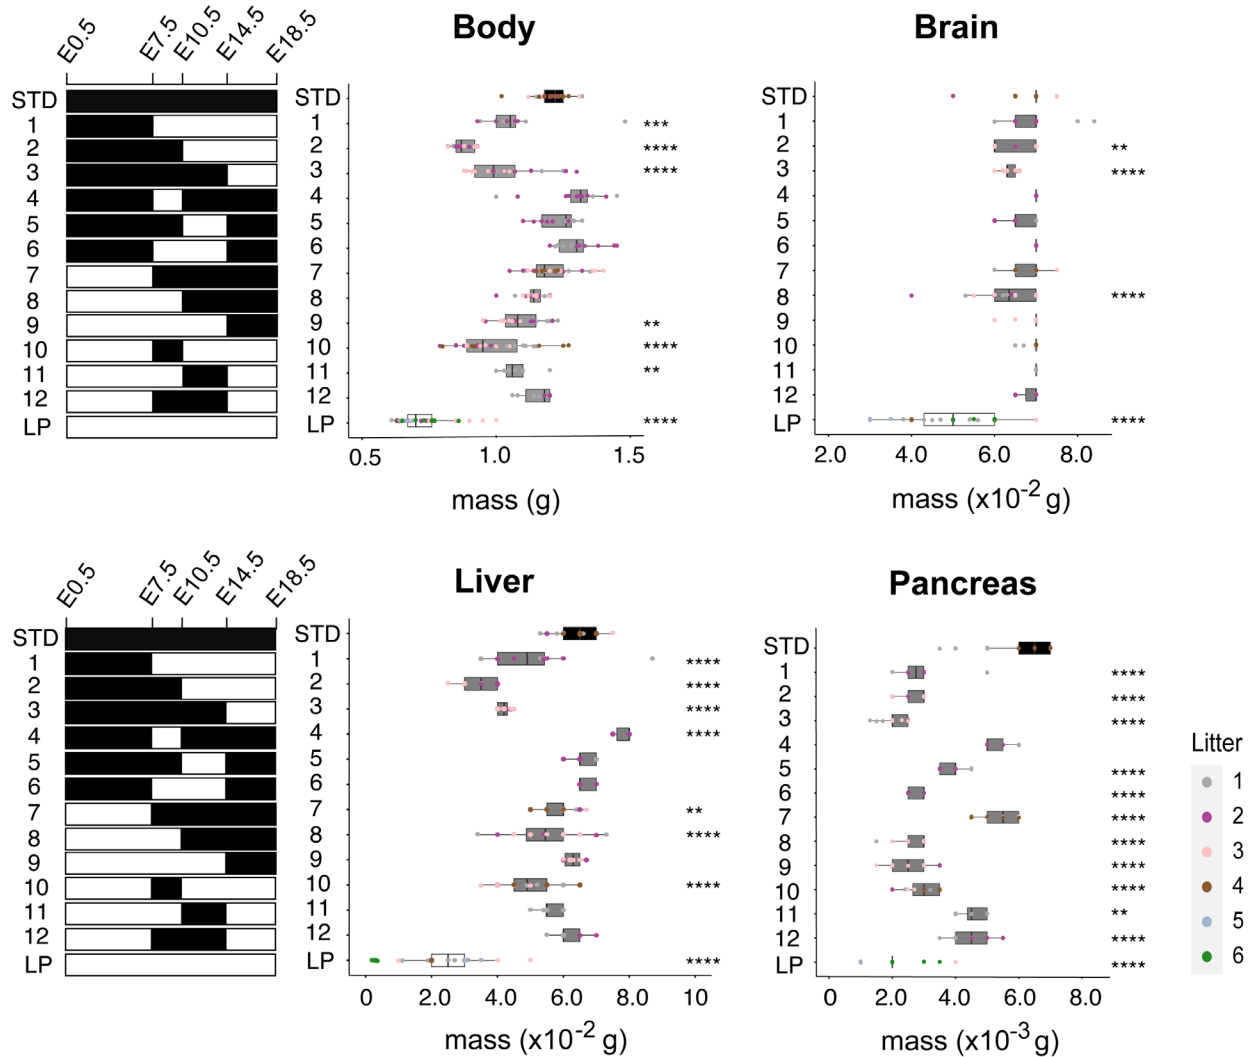 E0.5 E7.5 E10.5 E14.5 E18.5
Body
Brain
STD
1
2
3
4
5
6
7
8
9
10
11
12
LP
STD
1 ***
2 ****
3 ****
4
5
6
7
8
9 **
10 ****
11 **
12
LP ****
0.5 1.0 1.5
mass (g)
STD
1
2 **
3 ****
4
5
6
7
8 ****
9
10
11
12
LP ****
2.0 4.0 6.0 8.0
mass (x10-2 g)
E0.5 E7.5 E10.5 E14.5 E18.5
Liver
Pancreas
STD
1
2
3
4
5
6
7
8
9
10
11
12
LP
STD
1 ****
2 ****
3 ****
4 ****
5
6
7 **
8 ****
9
10 ****
11
12
LP ****
0 2.0 4.0 6.0 8.0 10
mass (x10-2 g)
STD
1 ****
2 ****
3 ****
4
5 ****
6 ****
7 ****
8 ****
9 ****
10 ****
11 **
12 ****
LP ****
0 2.0 4.0 6.0 8.0
mass (x10-3 g)
Litter
1
2
3
4
5
6